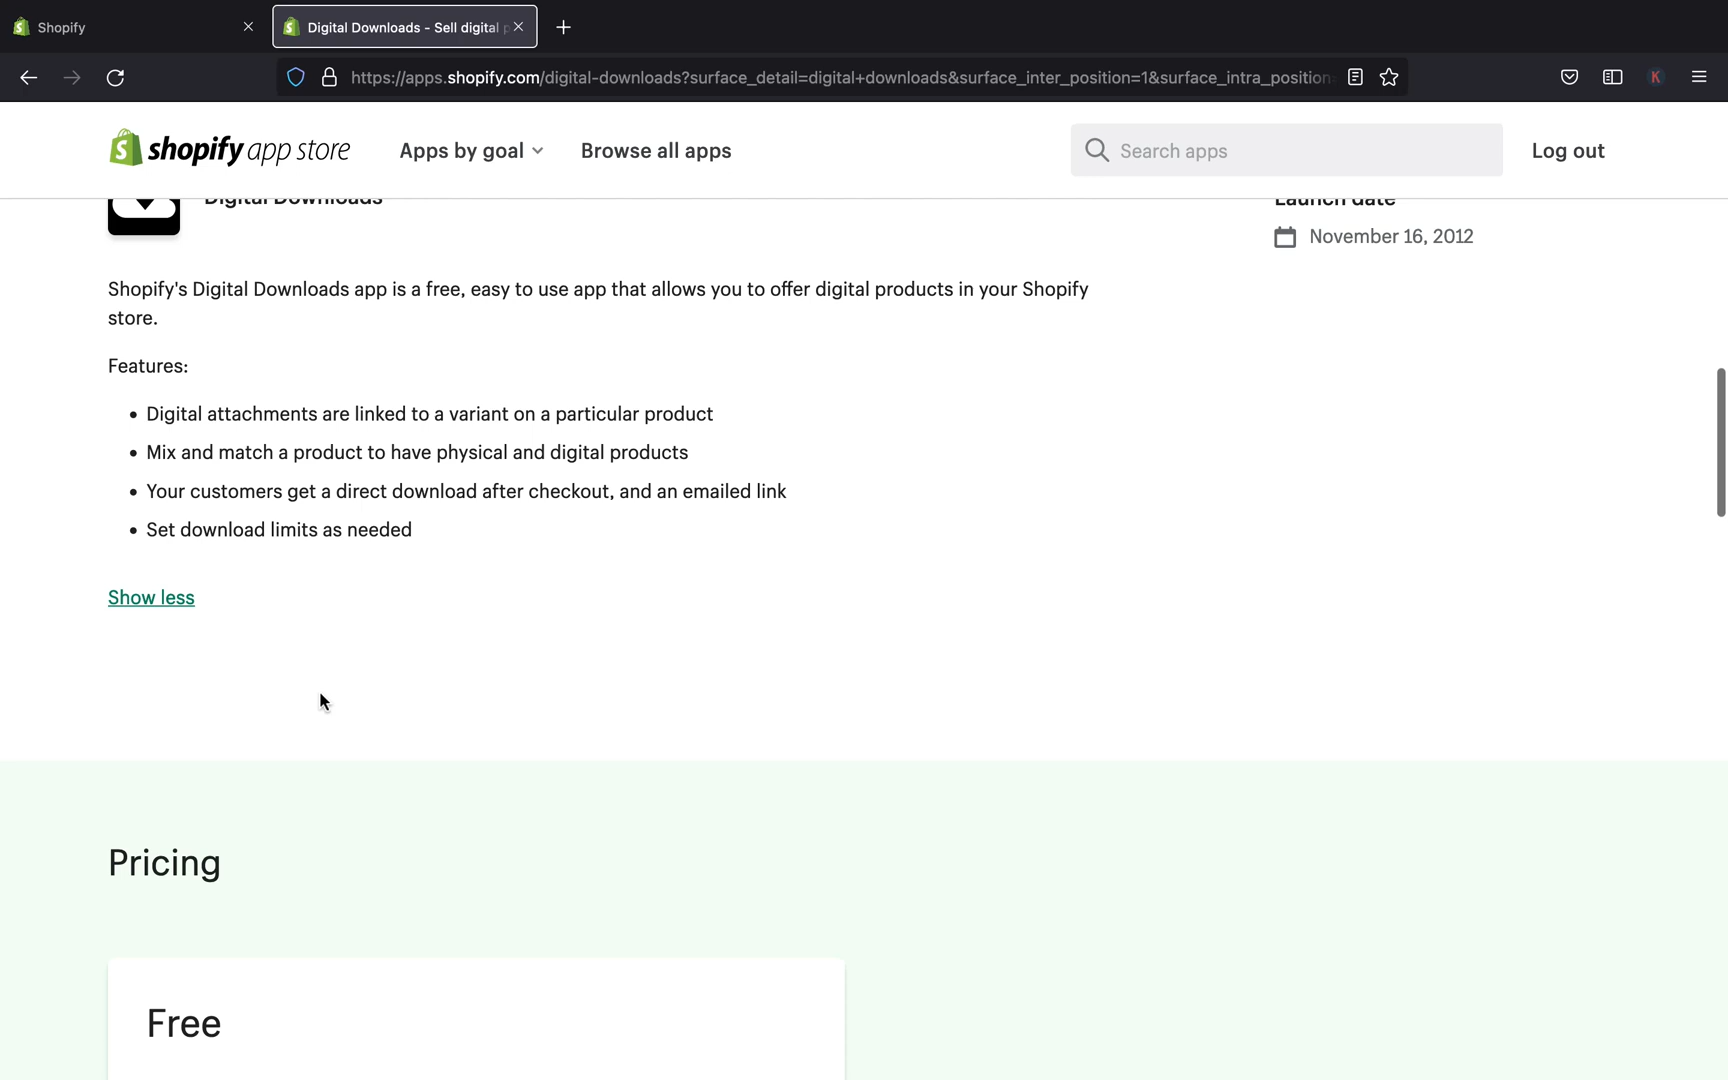 Shopify
Digital Downloads - Sell digital
https://apps.shopify.com/digital-downloads?surface_detail=digital+downloads&surface_inter_position=1&surface_intra_position
K
shopify app store
Apps by goal
Browse all apps
Search apps
Log out
Digital Downloads
Launch date
November 16, 2012
Shopify's Digital Downloads app is a free, easy to use app that allows you to offer digital products in your Shopify
store.
Features:
• Digital attachments are linked to a variant on a particular product
• Mix and match a product to have physical and digital products
• Your customers get a direct download after checkout, and an emailed link
• Set download limits as needed
Show less
Pricing
Free